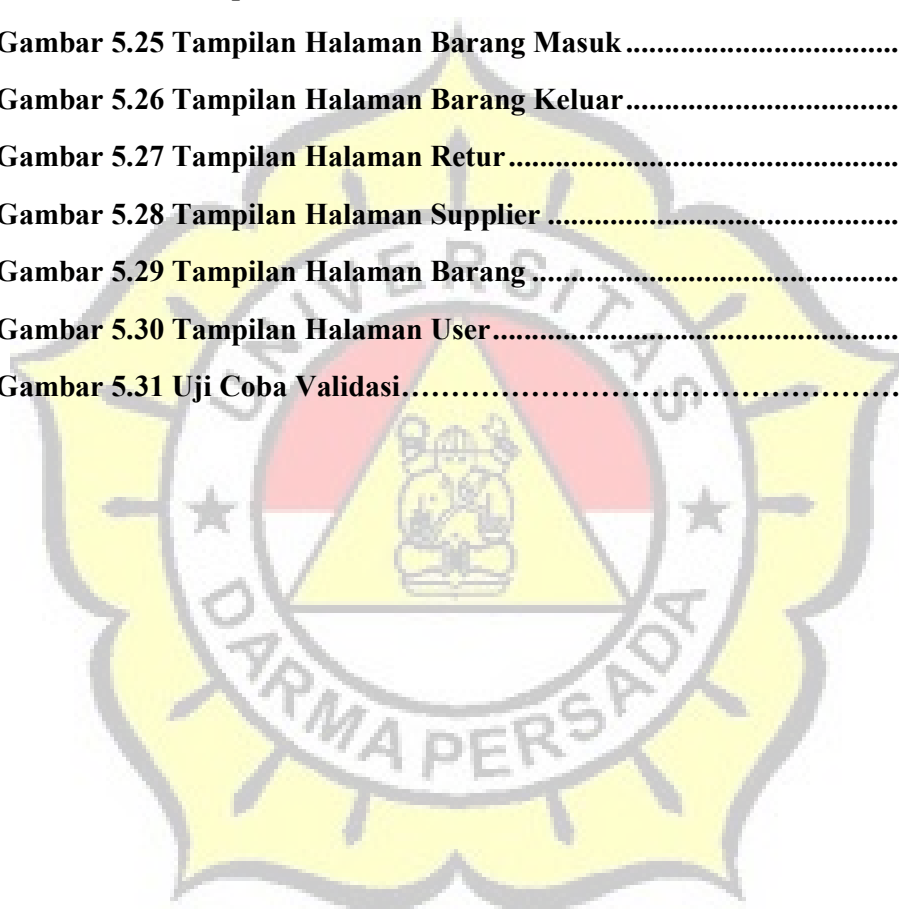 Gambar 5.25 Tampilan Halaman Barang Masuk...................................
Gambar 5.26 Tampilan Halaman Barang Keluar...................................
Gambar 5.27 Tampilan Halaman Retur..................................................
Gambar 5.28 Tampilan Halaman Supplier .............................................
Gambar 5.29 Tampilan Halaman Barang ...............................................
Gambar 5.30 Tampilan Halaman User....................................................
Gambar 5.31 Uji Coba Validasi……………………………………………
UNIVERSITAS
DARMA PERSADA